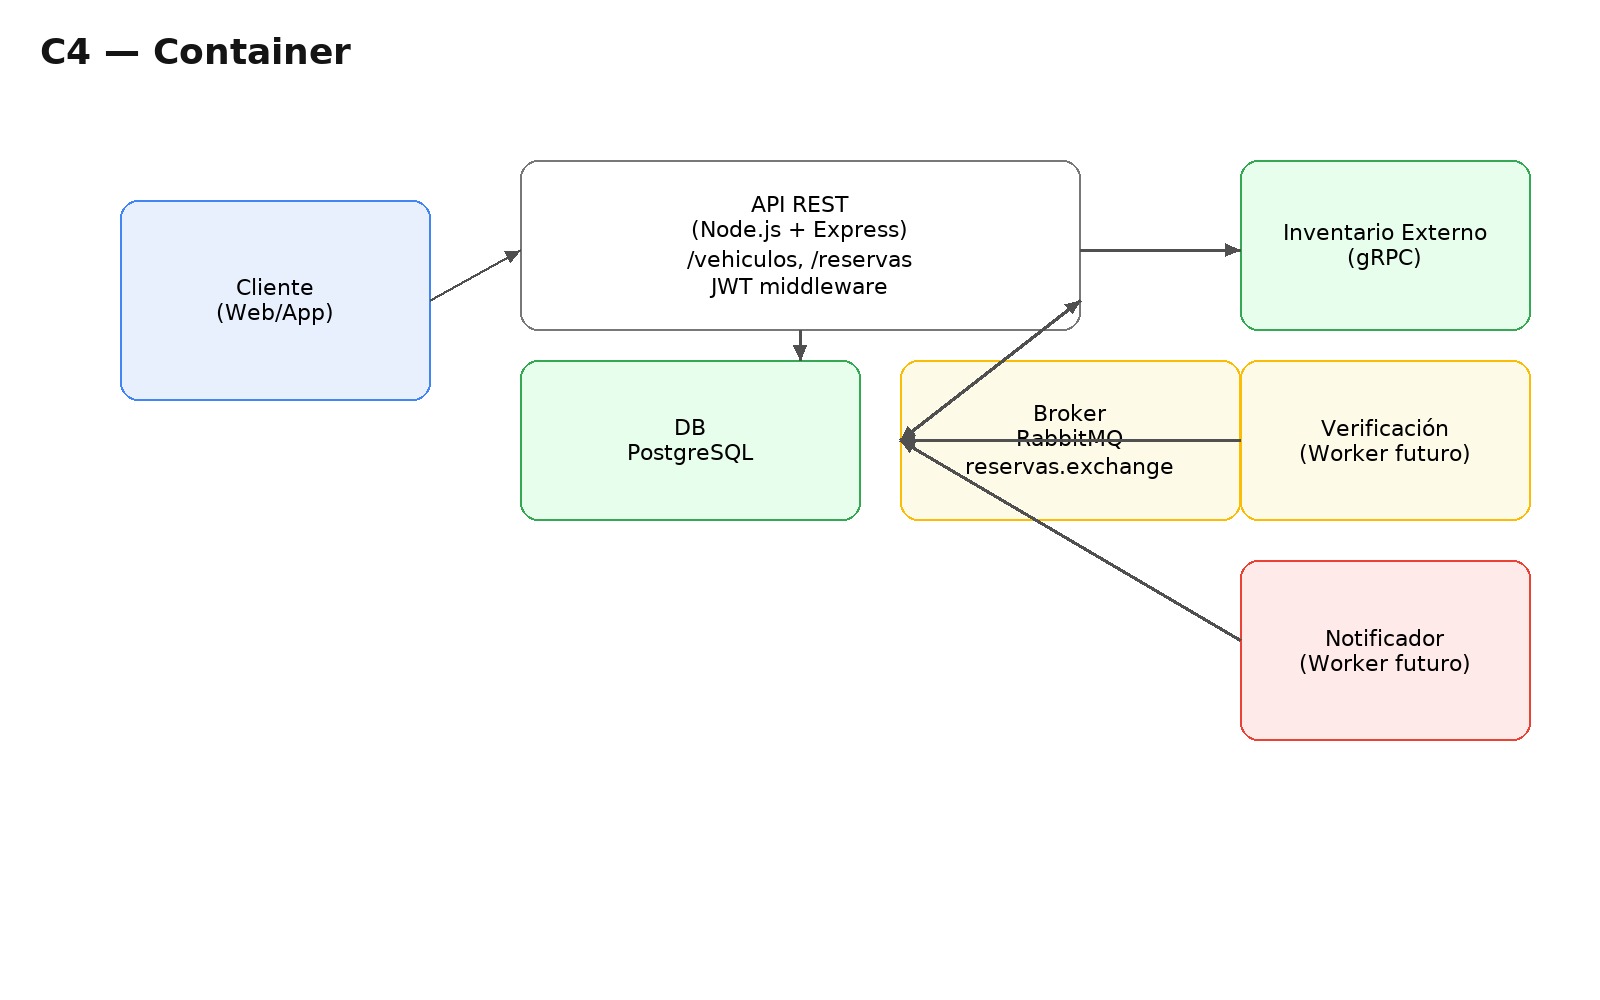 C4 — Container
Cliente
(Web/App)
API REST
(Node.js + Express)
/vehiculos, /reservas
JWT middleware
Inventario Externo
(gRPC)
DB
PostgreSQL
Broker
RabbitMQ
reservas.exchange
Verificación
(Worker futuro)
Notificador
(Worker futuro)